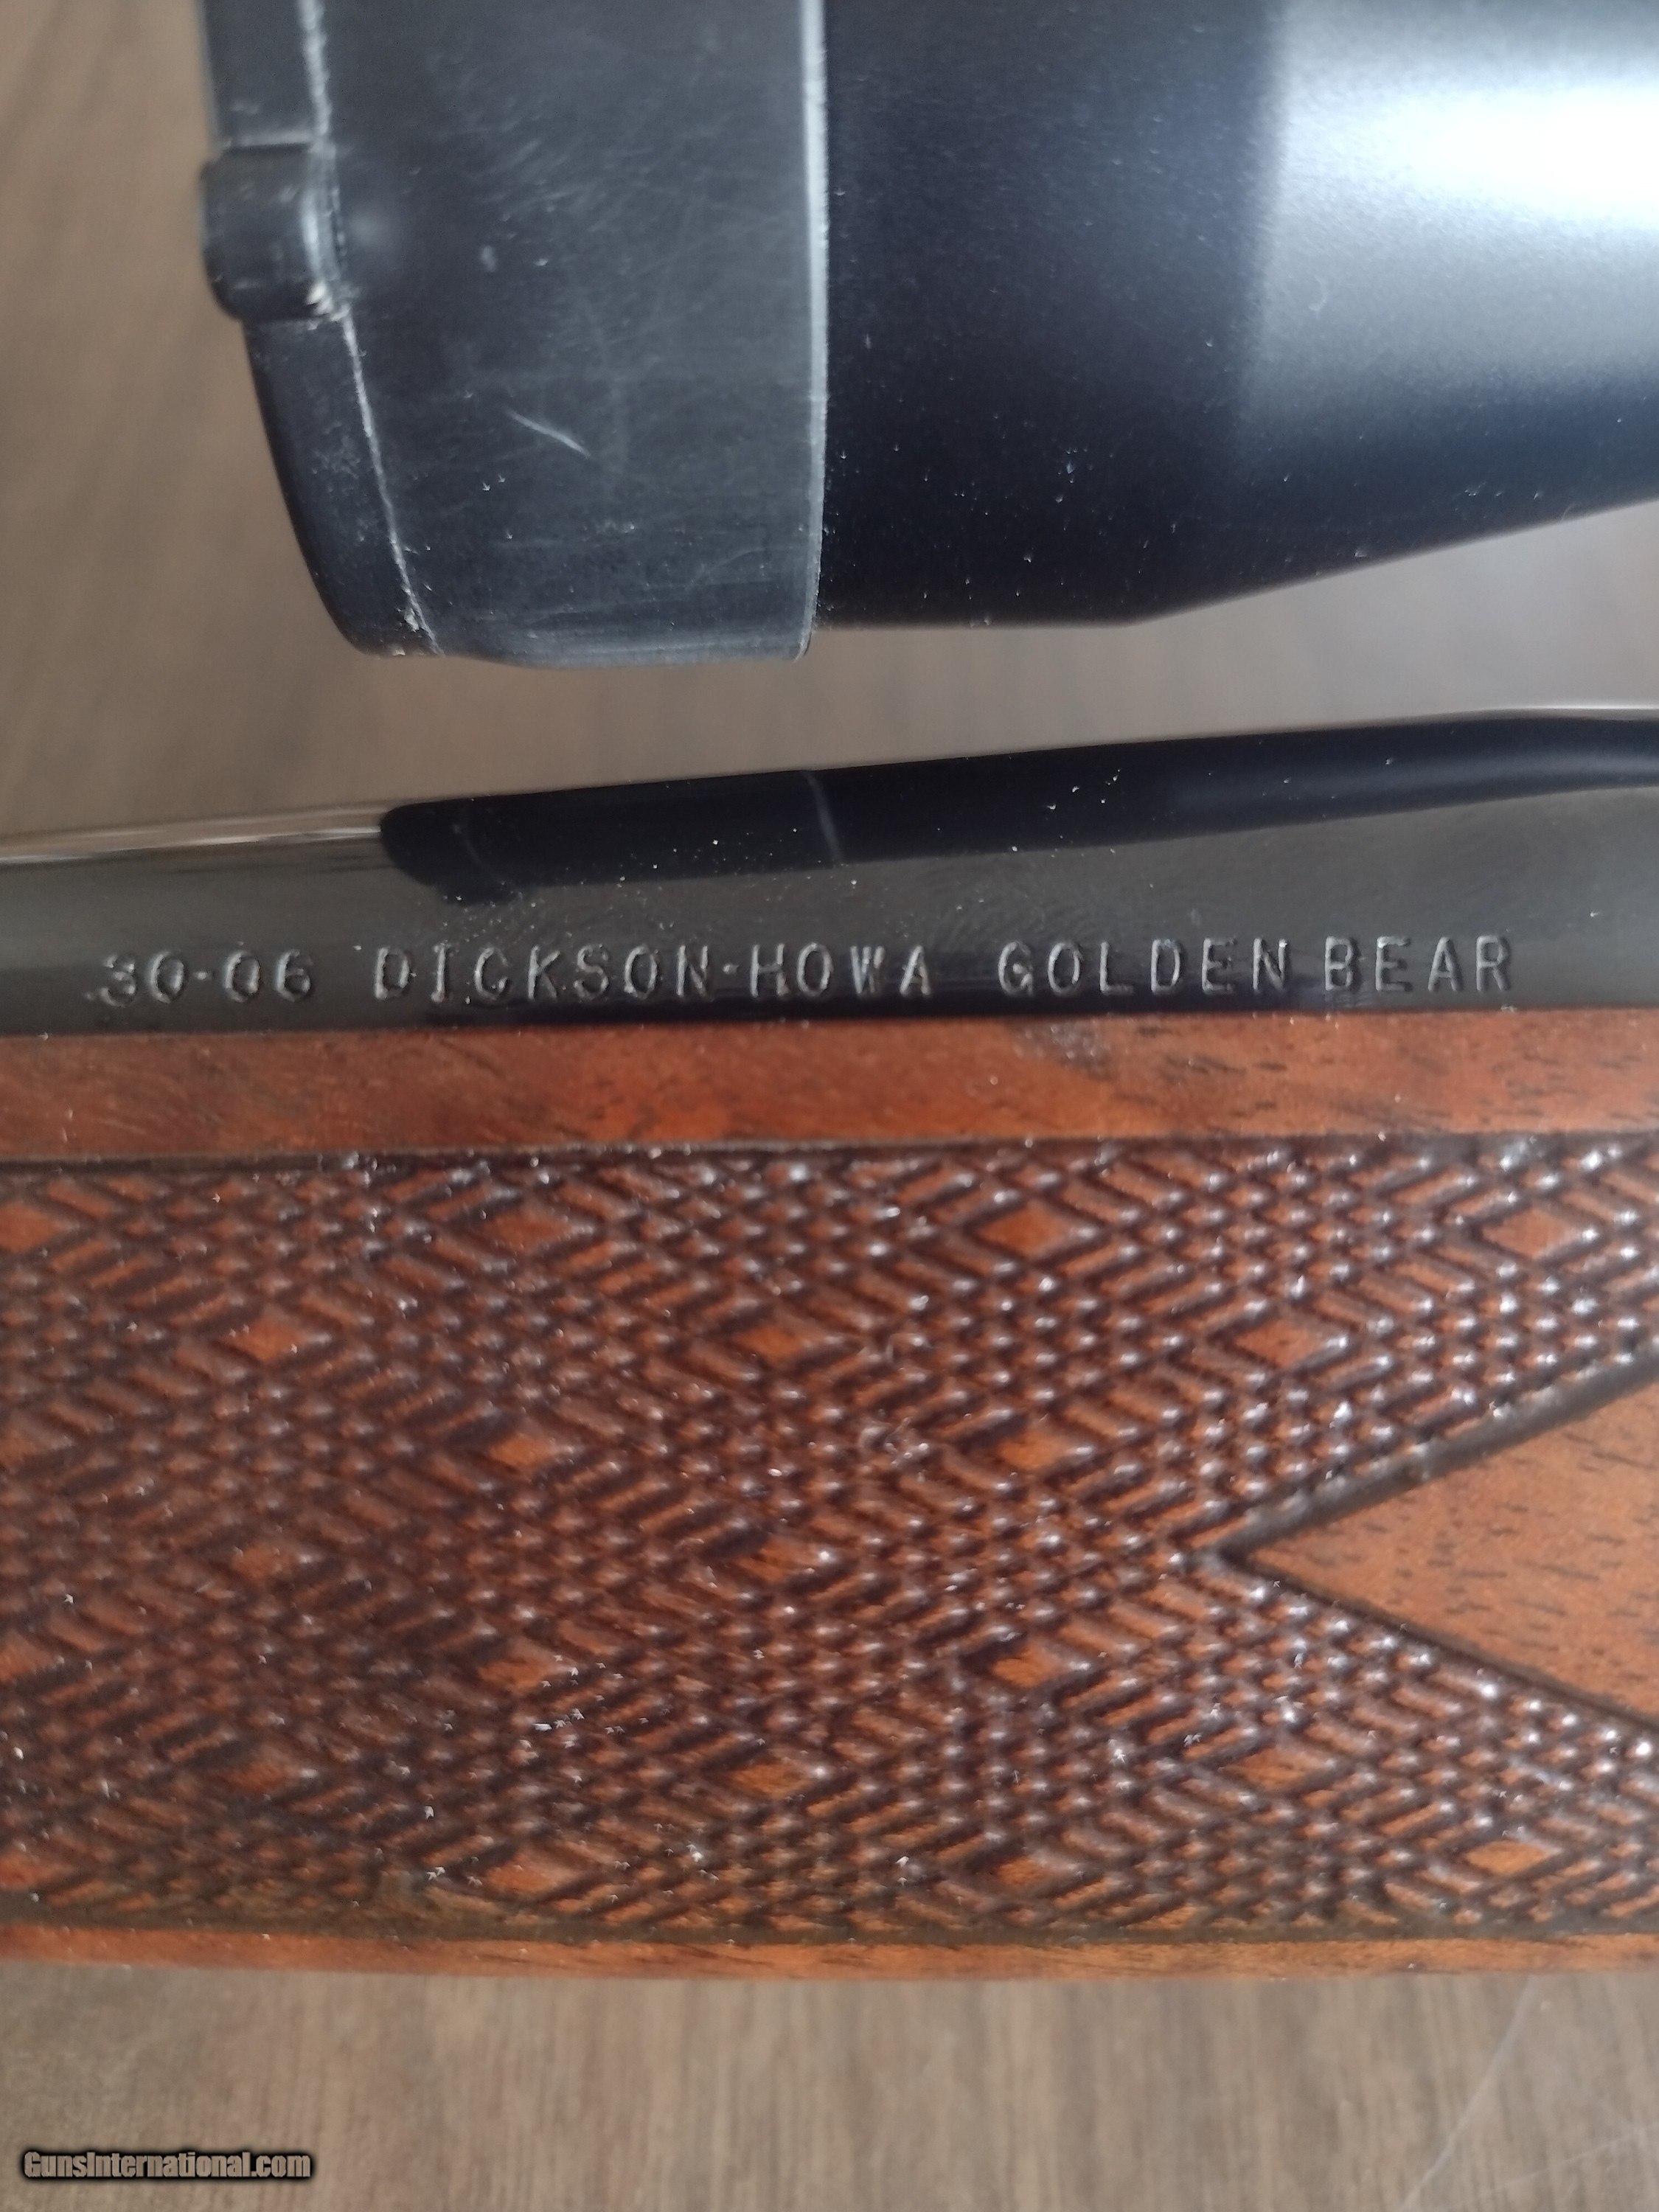 30-06 DICKSON-HOWA GOLDEN BEAR
GunsInternational.com